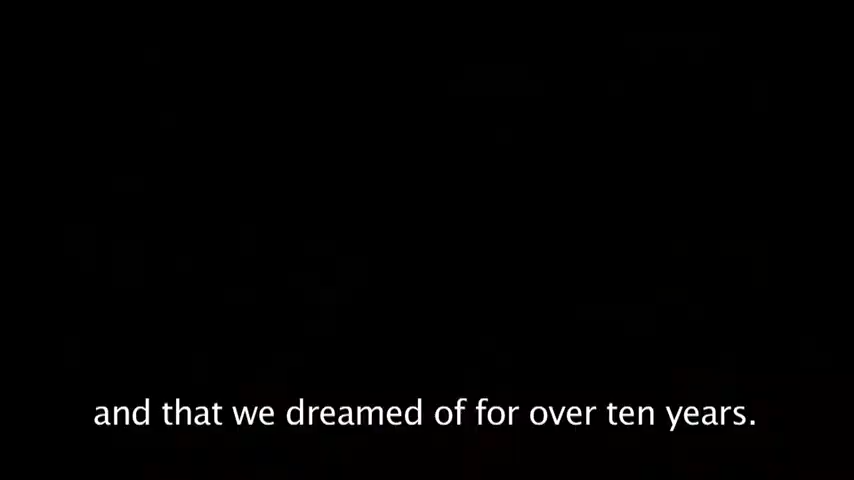 and that we dreamed of for over ten years.